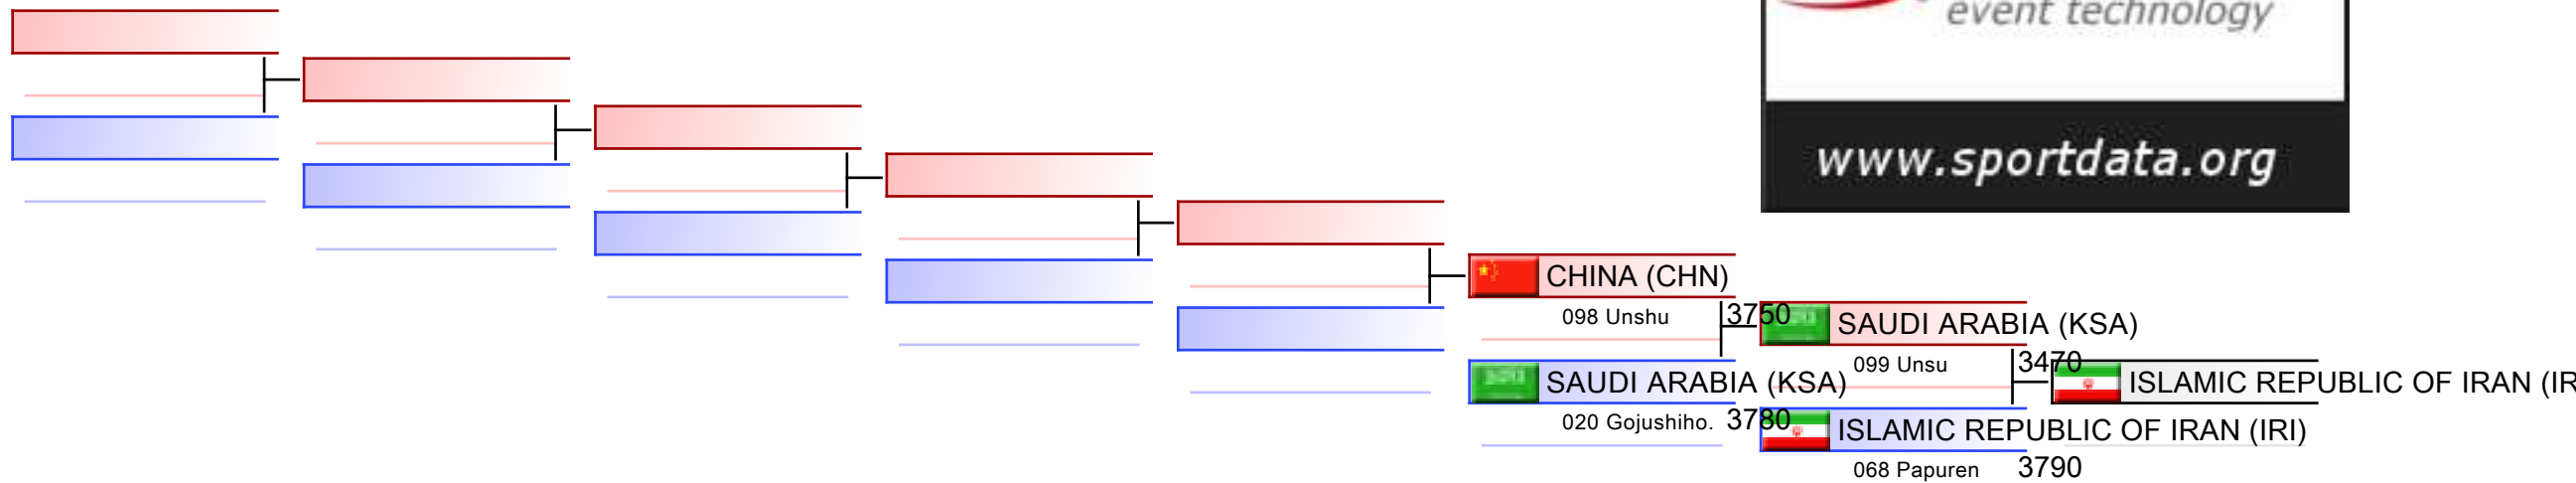 event technology
www.sportdata.org
CHINA (CHN)
098 Unshu 3750
SAUDI ARABIA (KSA)
020 Gojushiho. 3780
SAUDI ARABIA (KSA)
099 Unsu 3470
ISLAMIC REPUBLIC OF IRAN (IRI)
068 Papuren 3790
ISLAMIC REPUBLIC OF IRAN (IR